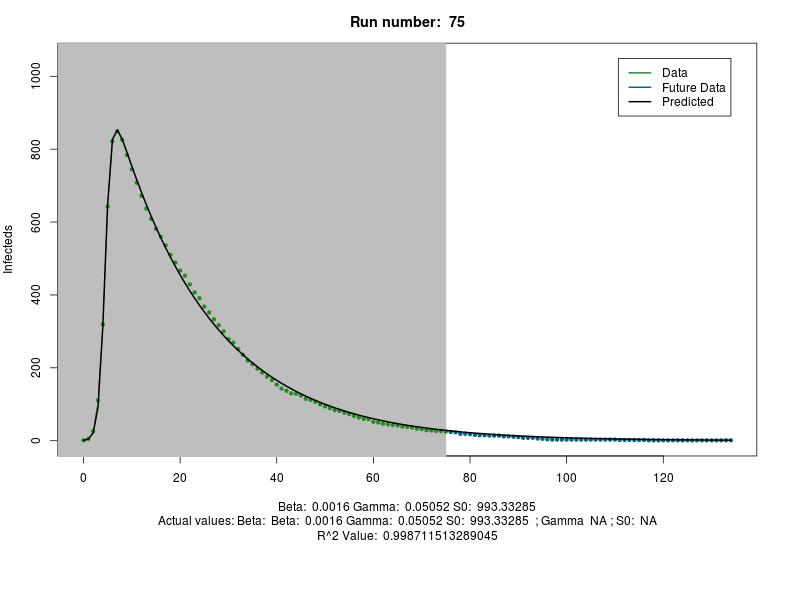 Run number: 75
Data
Future Data
Predicted
Infecteds
1000
800
600
400
200
0
0 20 40 60 80 100 120
Beta: 0.0016 Gamma: 0.05052 S0: 993.33285
Actual values: Beta: Beta: 0.0016 Gamma: 0.05052 S0: 993.33285 ; Gamma NA ; S0: NA
R^2 Value: 0.998711513289045